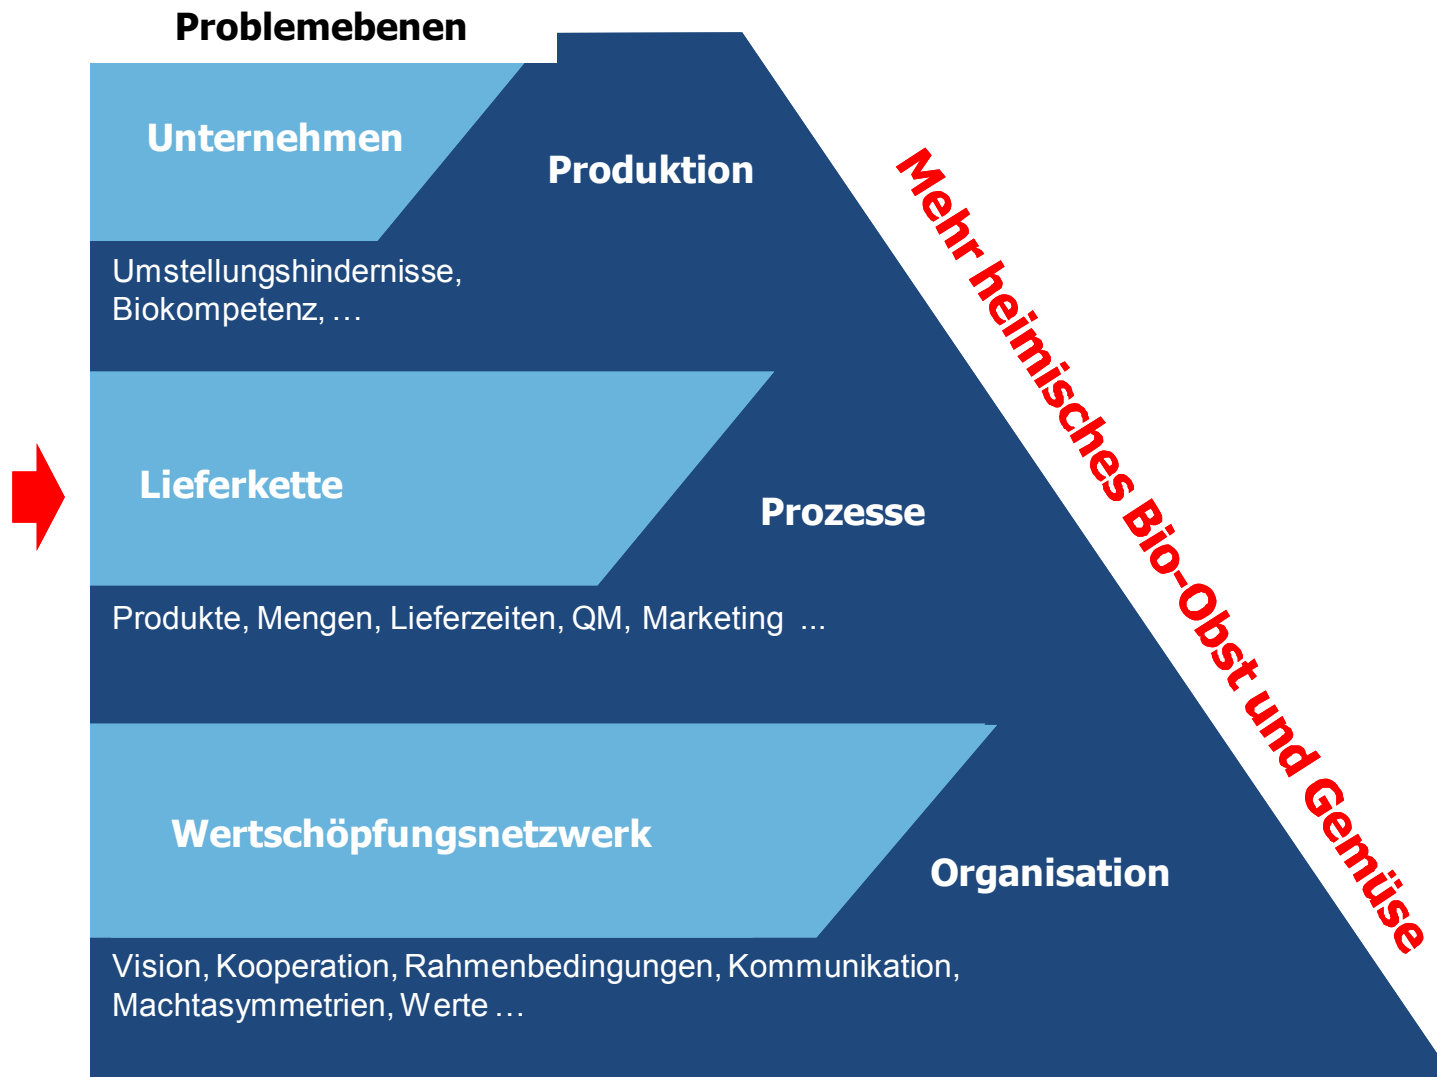 Problemebenen
Unternehmen
Produktion
Umstellungshindernisse,
Biokompetenz, …
Lieferkette
Prozesse
Produkte, Mengen, Lieferzeiten, QM, Marketing ...
Wertschöpfungsnetzwerk
Organisation
Vision, Kooperation, Rahmenbedingungen, Kommunikation,
Machtasymmetrien, Werte …
Mehr heimisches Bio-Obst und Gemüse